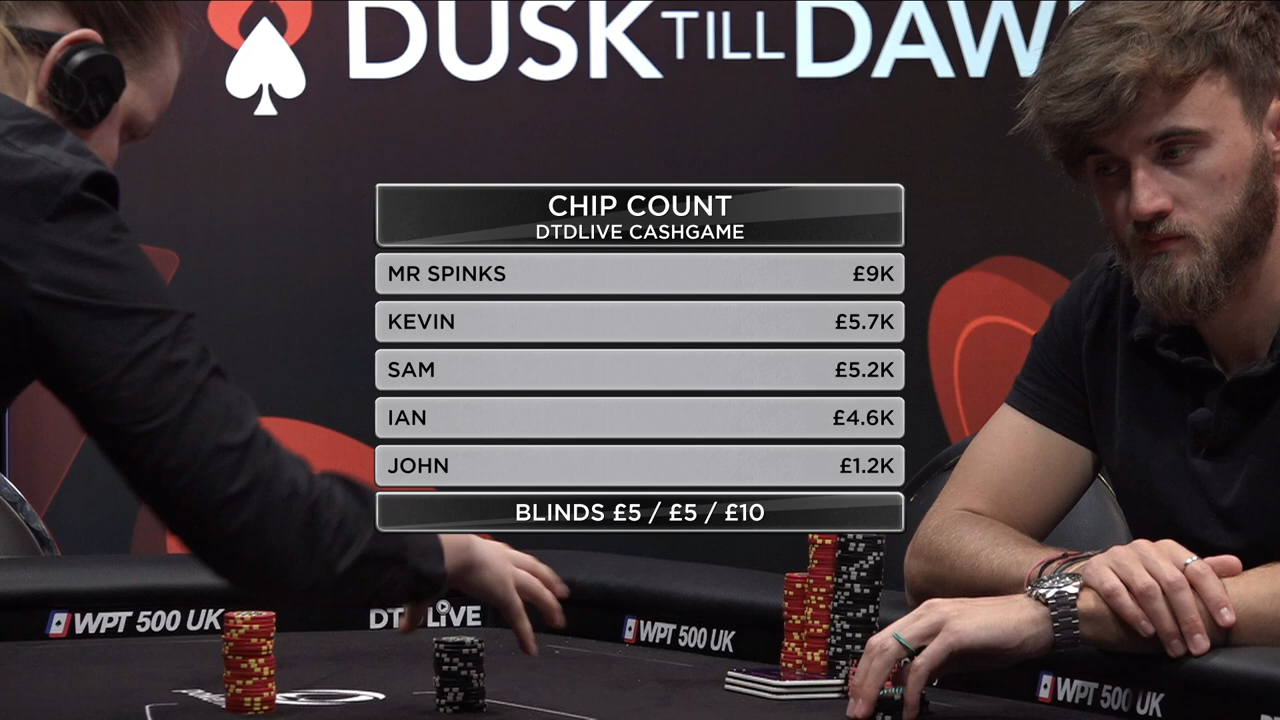 DUSK TILL DAW
CHIP COUNT
DTDLIVE CASHGAME
MR SPINKS £9K
KEVIN £5.7K
SAM £5.2K
IAN £4.6K
JOHN £1.2K
BLINDS £5 / £5 / £10
WPT 500 UK
DTDLIVE
WPT 500 UK
WPT 500 UK